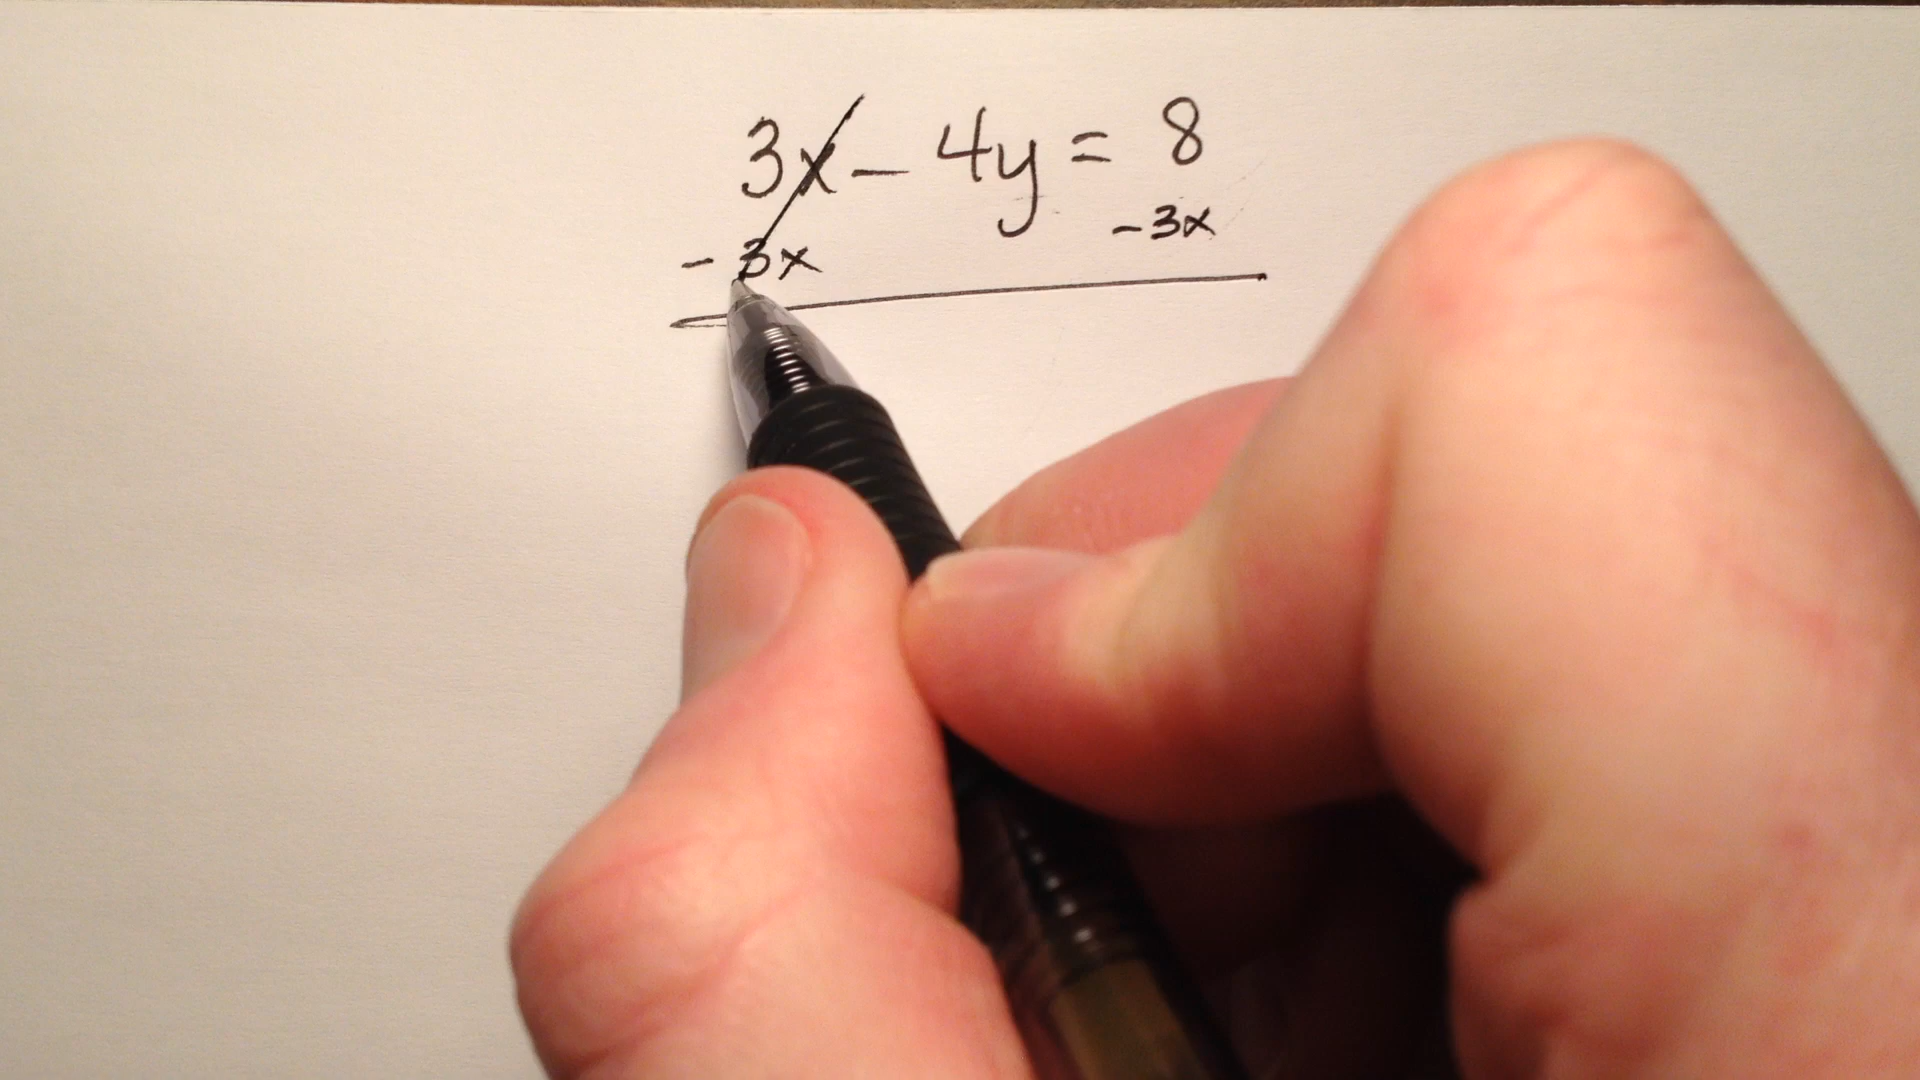 3x - 4y = 8
- 3x - 3x